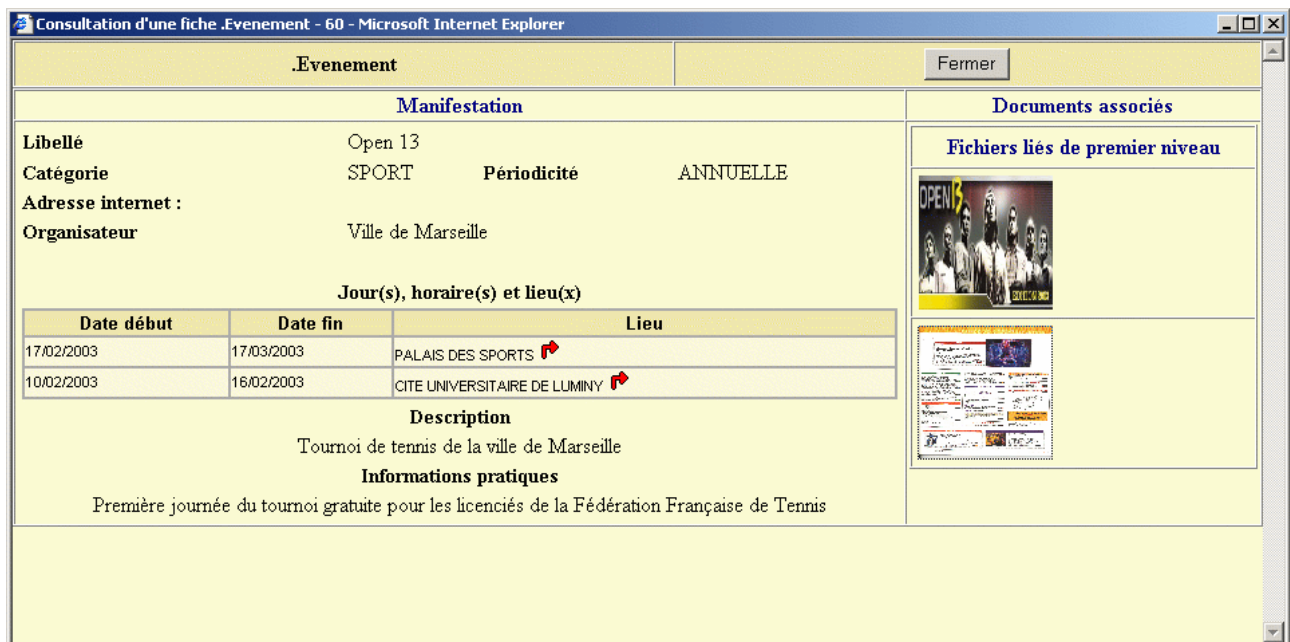 Consultation d'une fiche .Evenement - 60 - Microsoft Internet Explorer
.Evenement Fermer
Manifestation Documents associés
Libellé Open 13
Catégorie SPORT Périodicité ANNUELLE
Adresse internet :
Organisateur Ville de Marseille
Jour(s), horaire(s) et lieu(x)
Date début Date fin Lieu
17/02/2003 17/03/2003 PALAIS DES SPORTS
10/02/2003 16/02/2003 CITE UNIVERSITAIRE DE LUMINY
Description
Tournoi de tennis de la ville de Marseille
Informations pratiques
Première journée du tournoi gratuite pour les licenciés de la Fédération Française de Tennis
Fichiers liés de premier niveau
OPEN 13